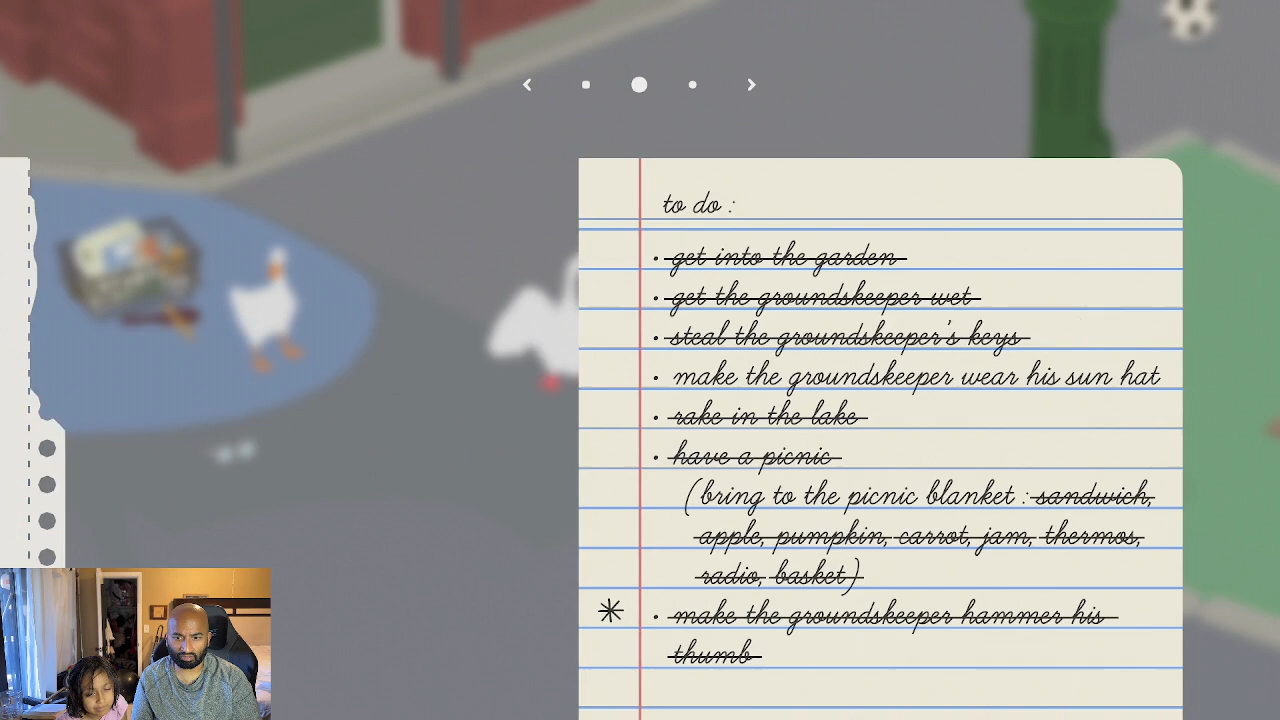 to do :
• get into the garden
• get the groundskeeper wet
• steal the groundskeeper's keys
• make the groundskeeper wear his sun hat
• rake in the lake
• have a picnic
(bring to the picnic blanket : sandwich,
apple, pumpkin, carrot, jam, thermos,
radio, basket)
• make the groundskeeper hammer his
thumb